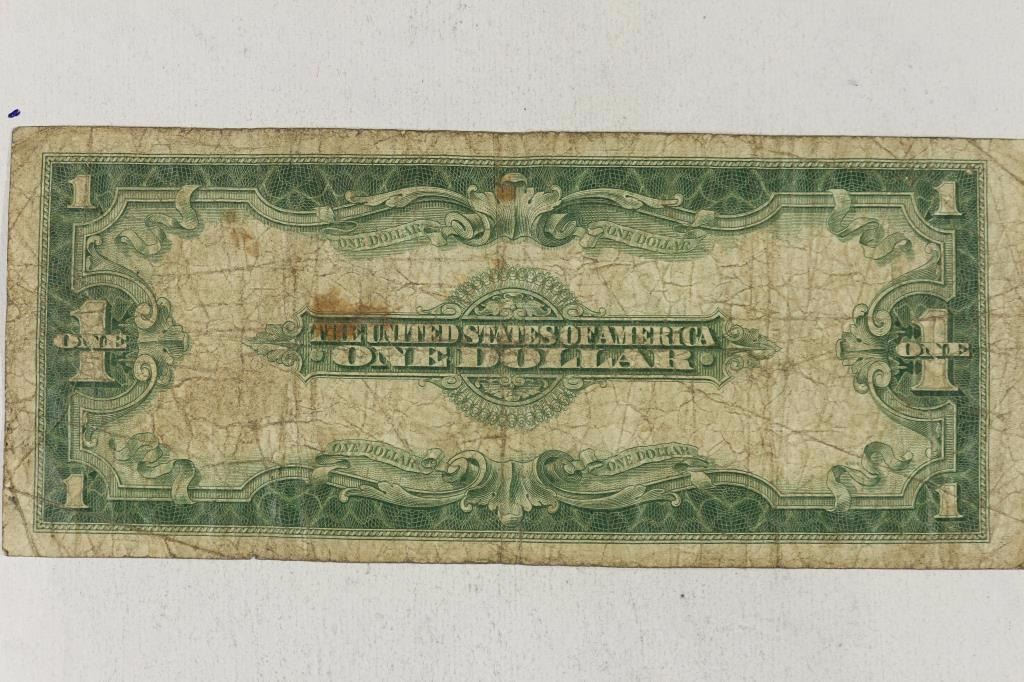 1 1
ONE DOLLAR ONE DOLLAR
THE UNITED STATES OF AMERICA
1 ONE ONE DOLLAR 1 ONE
ONE DOLLAR ONE DOLLAR
1 1